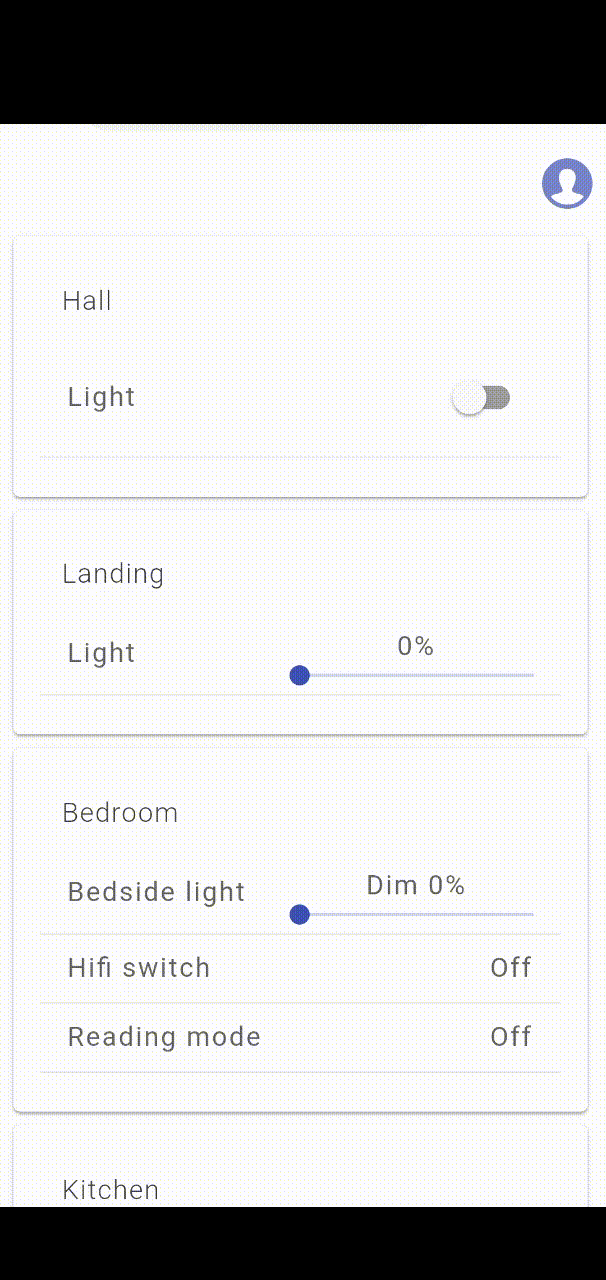 Hall
Light
Landing
Light 0%
Bedroom
Bedside light Dim 0%
Hifi switch Off
Reading mode Off
Kitchen